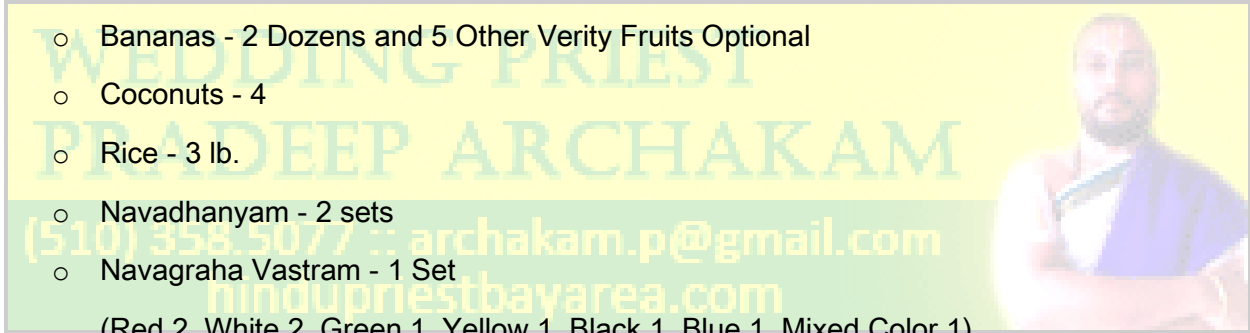 o Bananas - 2 Dozens and 5 Other Verity Fruits Optional
WEDDING PRIEST
o Coconuts - 4
PRADEEP ARCHAKAM
o Rice - 3 lb.
o Navadhanyam - 2 sets
(510) 358.5077 :: archakam.p@gmail.com
o Navagraha Vastram - 1 Set
hindupriestbayarea.com
(Red 2, White 2, Green 1, Yellow 1, Black 1, Blue 1, Mixed Color 1)